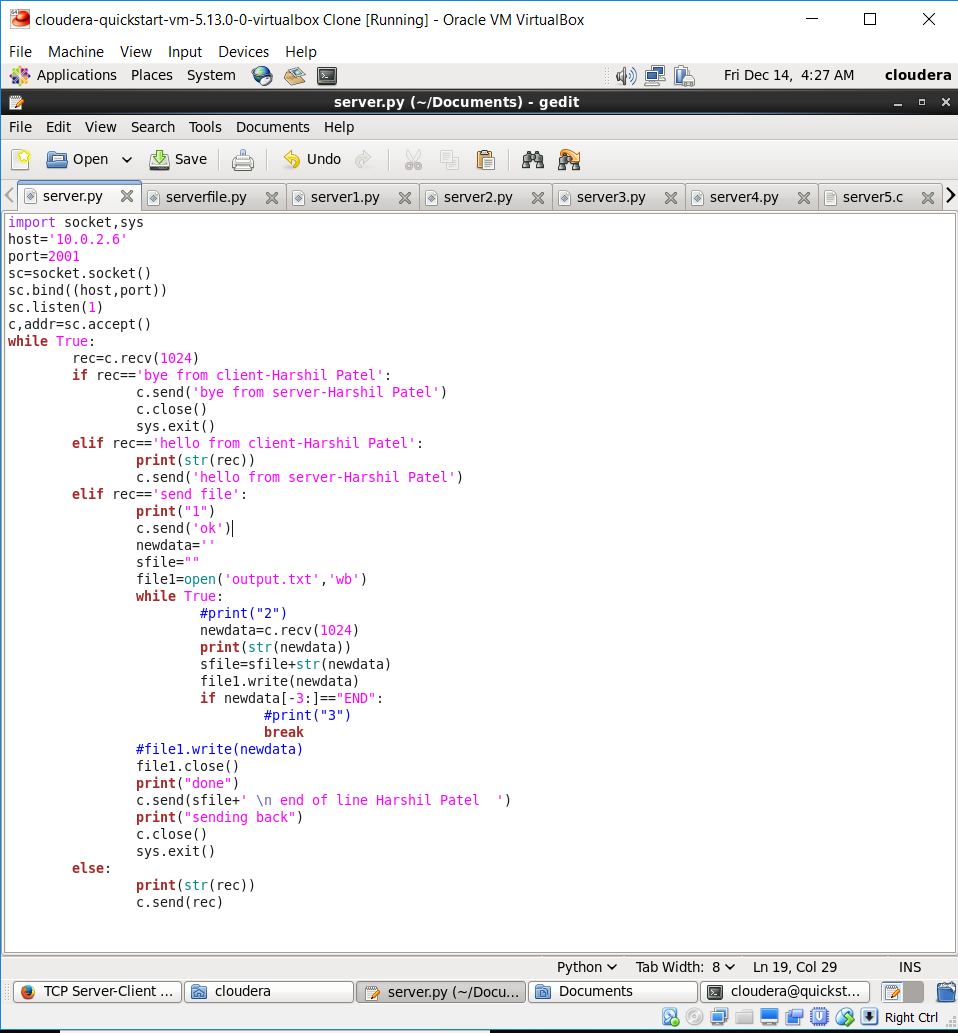 cloudera-quickstart-vm-5.13.0-0-virtualbox Clone [Running] - Oracle VM VirtualBox
File Machine View Input Devices Help
Applications Places System Fri Dec 14, 4:27 AM cloudera
server.py (~/Documents) - gedit
File Edit View Search Tools Documents Help
Open Save Undo
server.py serverfile.py server1.py server2.py server3.py server4.py server5.c
import socket,sys
host='10.0.2.6'
port=2001
sc=socket.socket()
sc.bind((host,port))
sc.listen(1)
c,addr=sc.accept()
while True:
        rec=c.recv(1024)
        if rec=='bye from client-Harshil Patel':
                c.send('bye from server-Harshil Patel')
                c.close()
                sys.exit()
        elif rec=='hello from client-Harshil Patel':
                print(str(rec))
                c.send('hello from server-Harshil Patel')
        elif rec=='send file':
                print("1")
                c.send('ok')
                newdata=''
                sfile=""
                file1=open('output.txt','wb')
                while True:
                        #print("2")
                        newdata=c.recv(1024)
                        print(str(newdata))
                        sfile=sfile+str(newdata)
                        file1.write(newdata)
                        if newdata[-3:]=="END":
                                #print("3")
                                break
                #file1.write(newdata)
                file1.close()
                print("done")
                c.send(sfile+' \n end of line Harshil Patel  ')
                print("sending back")
                c.close()
                sys.exit()
        else:
                print(str(rec))
                c.send(rec)
Python Tab Width: 8 Ln 19, Col 29 INS
TCP Server-Client ... cloudera server.py (~/Docu... Documents cloudera@quickst...
Right Ctrl